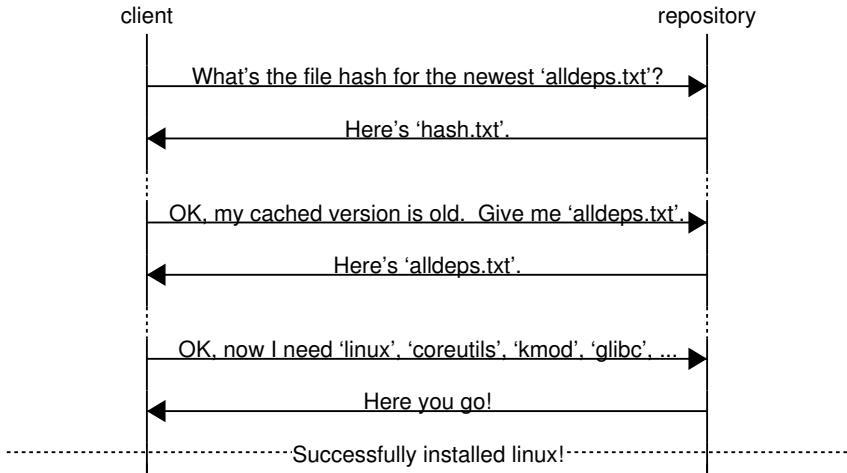 client
repository
What's the file hash for the newest ‘alldeps.txt’?
Here's ‘hash.txt’.
OK, my cached version is old.  Give me ‘alldeps.txt’.
Here's ‘alldeps.txt’.
OK, now I need ‘linux’, ‘coreutils’, ‘kmod’, ‘glibc’, ...
Here you go!
Successfully installed linux!